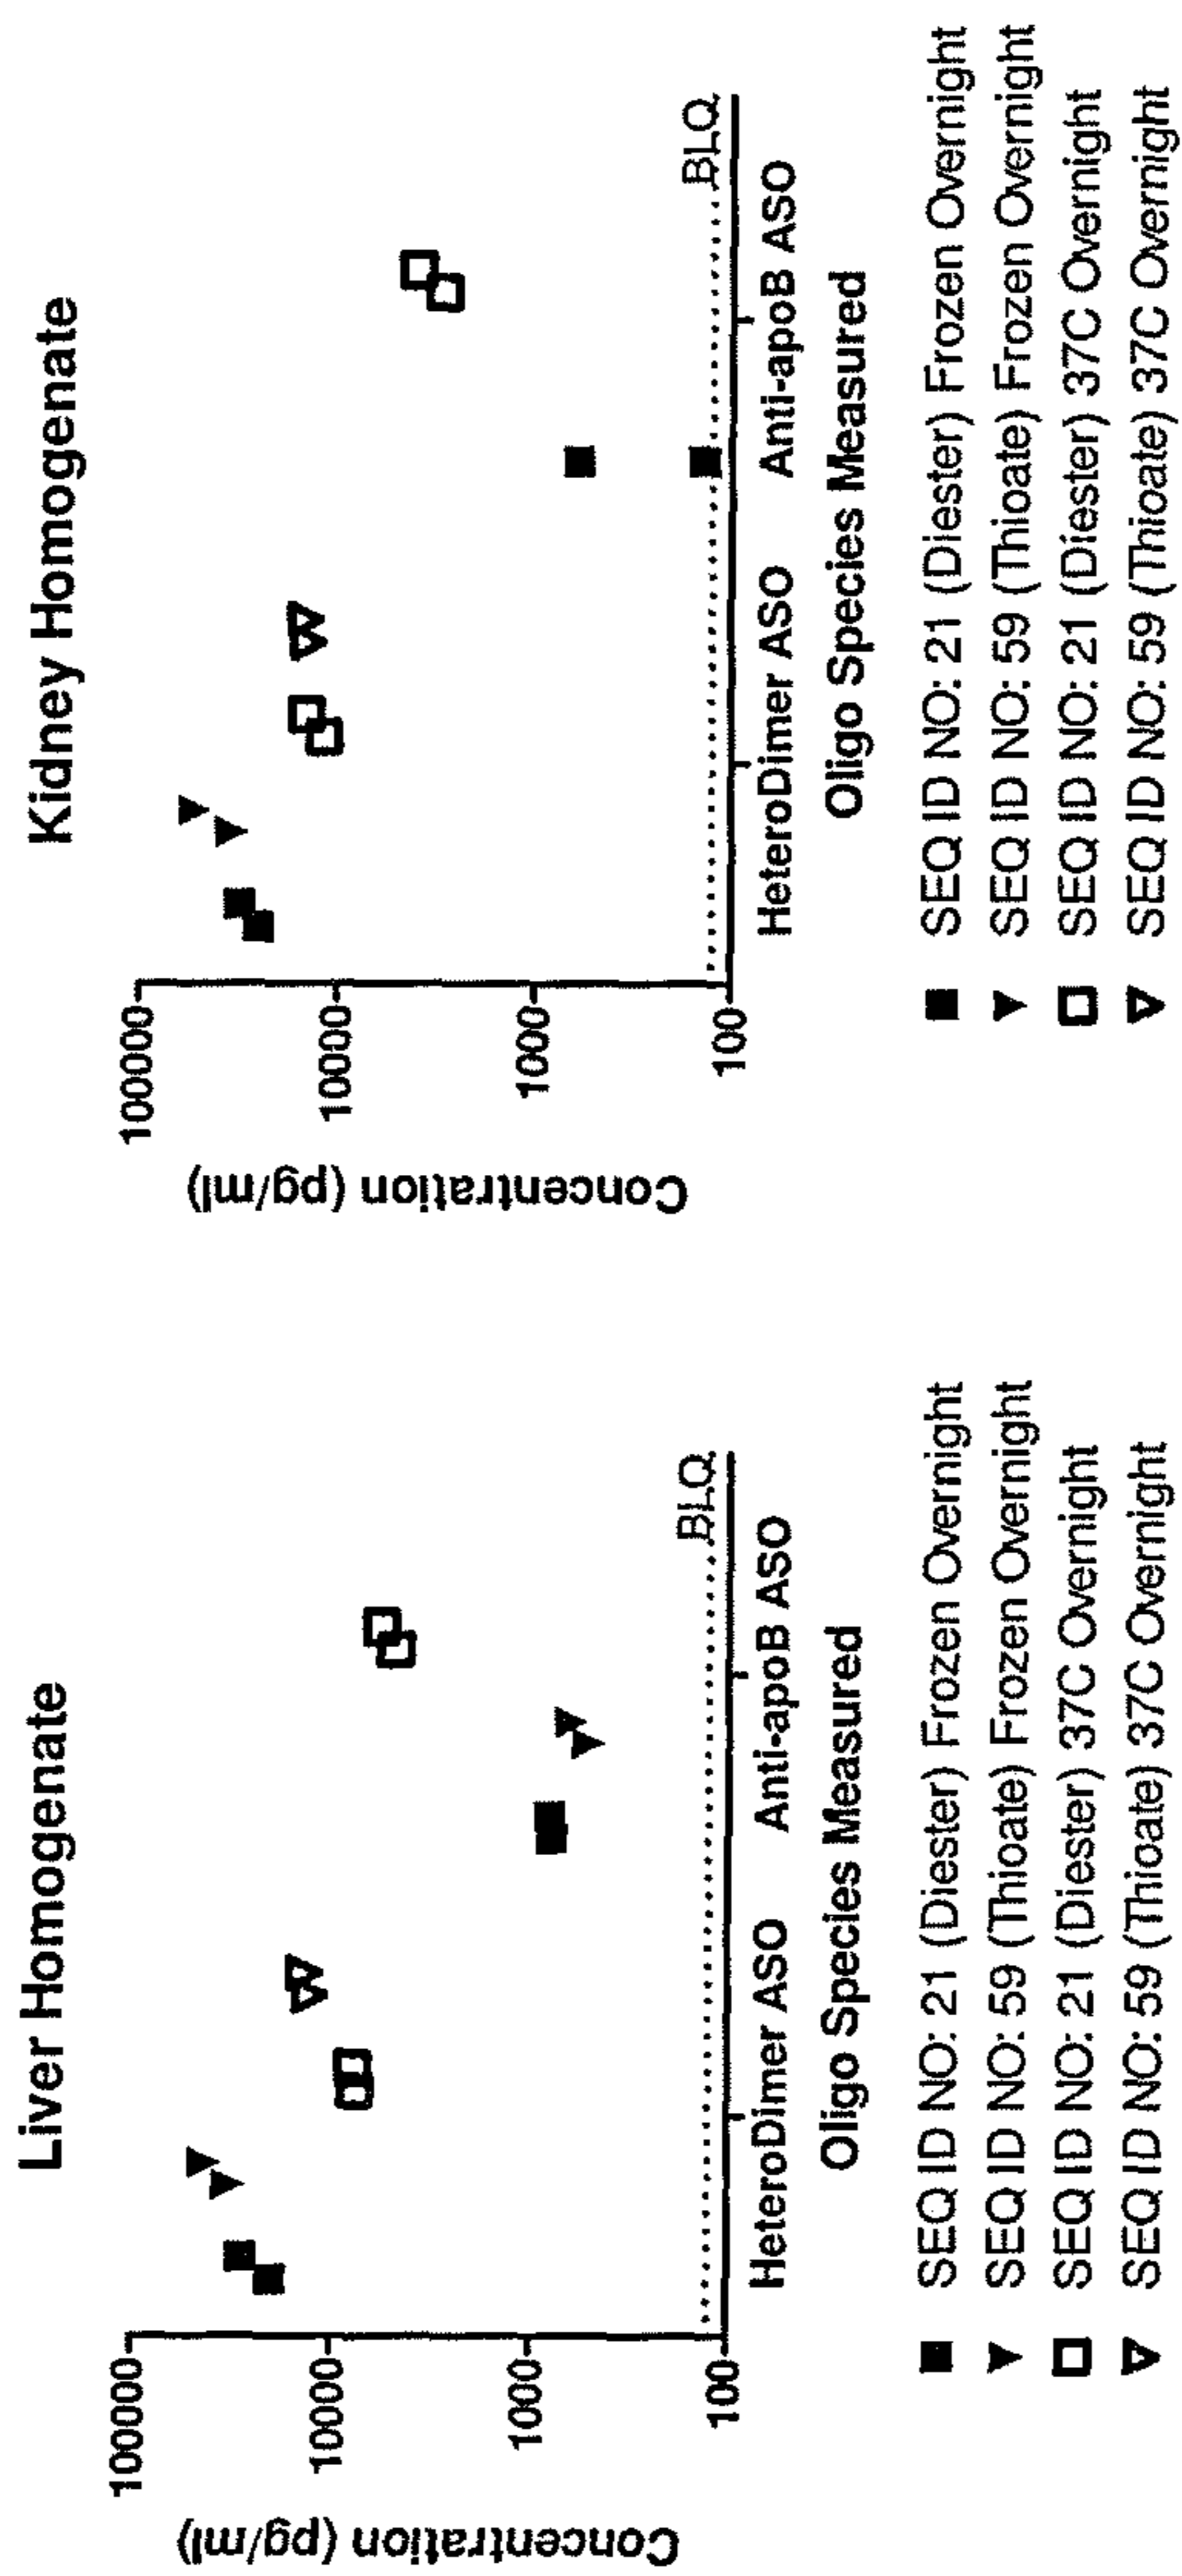 Liver Homogenate
Concentration (pg/ml)
100000
10000
1000
100
BLQ
HeteroDimer ASO
Anti-apoB ASO
Oligo Species Measured
SEQ ID NO: 21 (Diester) Frozen Overnight
SEQ ID NO: 59 (Thioate) Frozen Overnight
SEQ ID NO: 21 (Diester) 37C Overnight
SEQ ID NO: 59 (Thioate) 37C Overnight
Kidney Homogenate
Concentration (pg/ml)
100000
10000
1000
100
BLQ
HeteroDimer ASO
Anti-apoB ASO
Oligo Species Measured
SEQ ID NO: 21 (Diester) Frozen Overnight
SEQ ID NO: 59 (Thioate) Frozen Overnight
SEQ ID NO: 21 (Diester) 37C Overnight
SEQ ID NO: 59 (Thioate) 37C Overnight